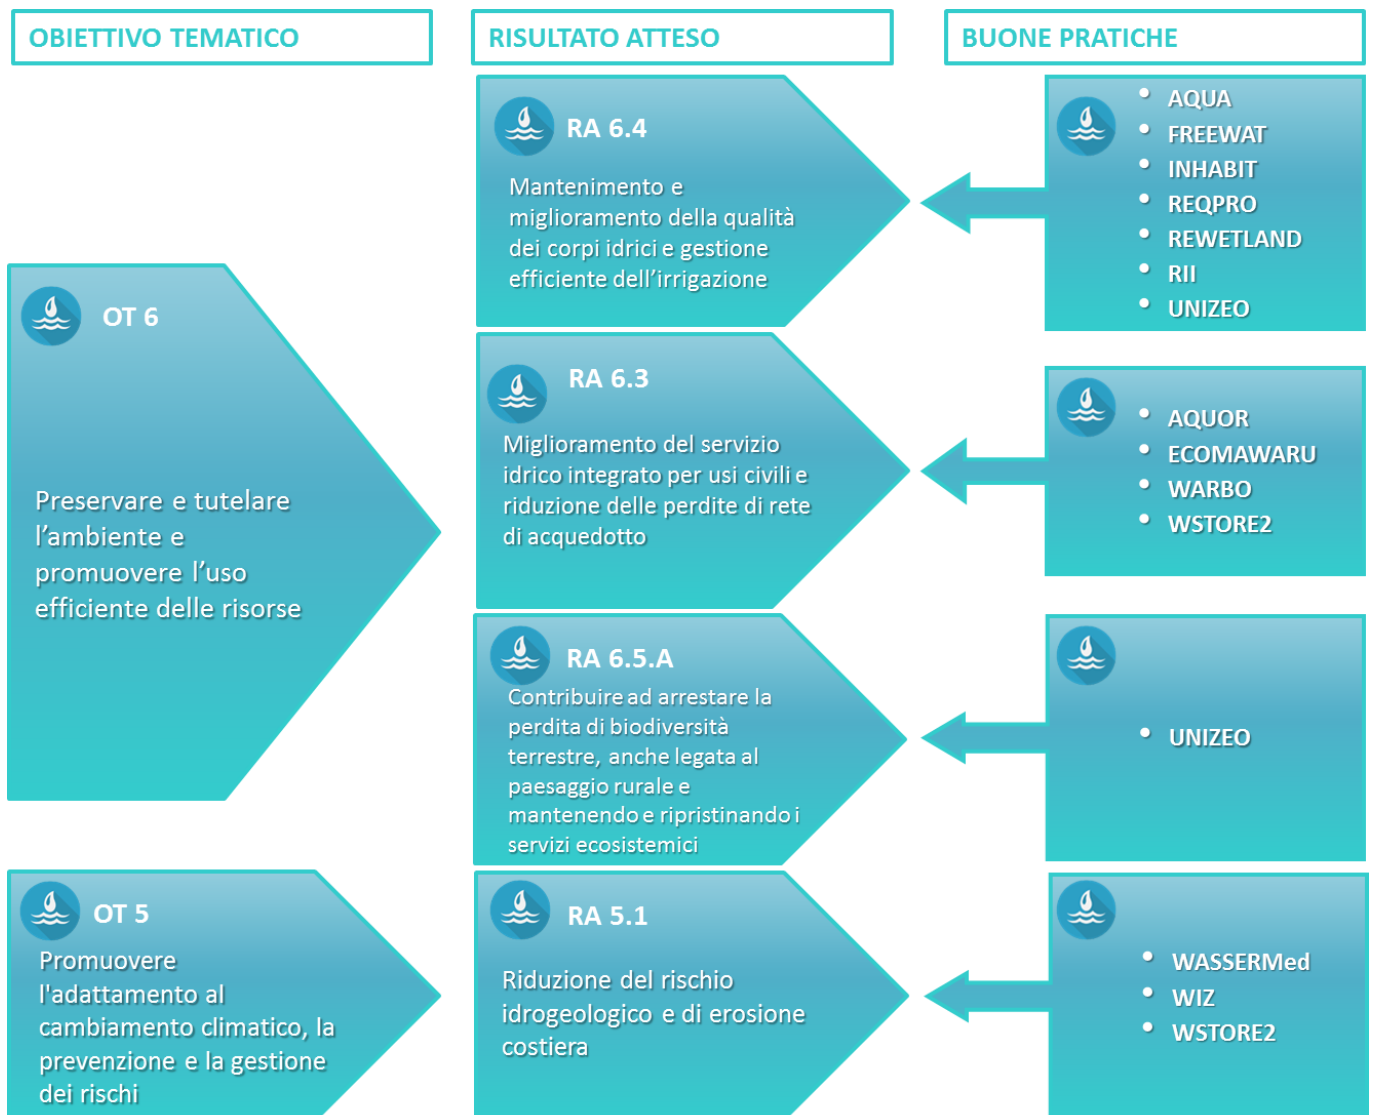 OBIETTIVO TEMATICO
RISULTATO ATTESO
BUONE PRATICHE
OT 6
Preservare e tutelare
l’ambiente e
promuovere l’uso
efficiente delle risorse
RA 6.4
Mantenimento e
miglioramento della qualità
dei corpi idrici e gestione
efficiente dell’irrigazione
• AQUA
• FREEWAT
• INHABIT
• REQPRO
• REWETLAND
• RII
• UNIZEO
RA 6.3
Miglioramento del servizio
idrico integrato per usi civili e
riduzione delle perdite di rete
di acquedotto
• AQUOR
• ECOMAWARU
• WARBO
• WSTORE2
RA 6.5.A
Contribuire ad arrestare la
perdita di biodiversità
terrestre, anche legata al
paesaggio rurale e
mantenendo e ripristinando i
servizi ecosistemici
• UNIZEO
OT 5
Promuovere
l'adattamento al
cambiamento climatico, la
prevenzione e la gestione
dei rischi
RA 5.1
Riduzione del rischio
idrogeologico e di erosione
costiera
• WASSERMed
• WIZ
• WSTORE2